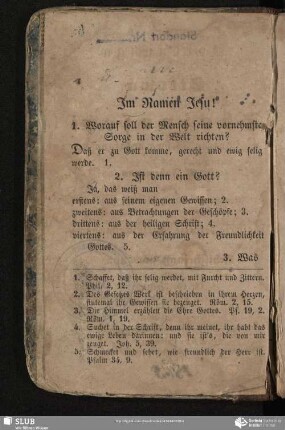 Im Namen Jesu!
1. Worauf soll der Mensch seine vornehmste
Sorge in der Welt richten?
Daß er zu Gott komme, gerecht und ewig selig
werde. 1.
2. Ist denn ein Gott?
Ja, das weiß man
erstens: aus seinem eigenen Gewissen; 2.
zweitens: aus Betrachtungen der Geschöpfe; 3.
drittens: aus der heiligen Schrift; 4.
viertens: aus der Erfahrung der Freundlichkeit
Gottes. 5.
3. Was
1. Schaffet, daß ihr selig werdet, mit Furcht und Zittern.
Phil. 2, 12.
2. Des Gesetzes Werk ist beschrieben in ihrem Herzen,
sintemal ihr Gewissen sie bezeuget. Röm. 2, 15.
3. Die Himmel erzählen die Ehre Gottes. Ps. 19, 2.
Röm. 1, 19.
4. Suchet in der Schrift, denn ihr meinet, ihr habt das
ewige Leben darinnen: und sie ist's, die von mir
zeuget. Joh. 5, 39.
5. Schmecket und sehet, wie freundlich der Herr ist.
Psalm 34, 9.
SLUB
Wir führen Wissen.